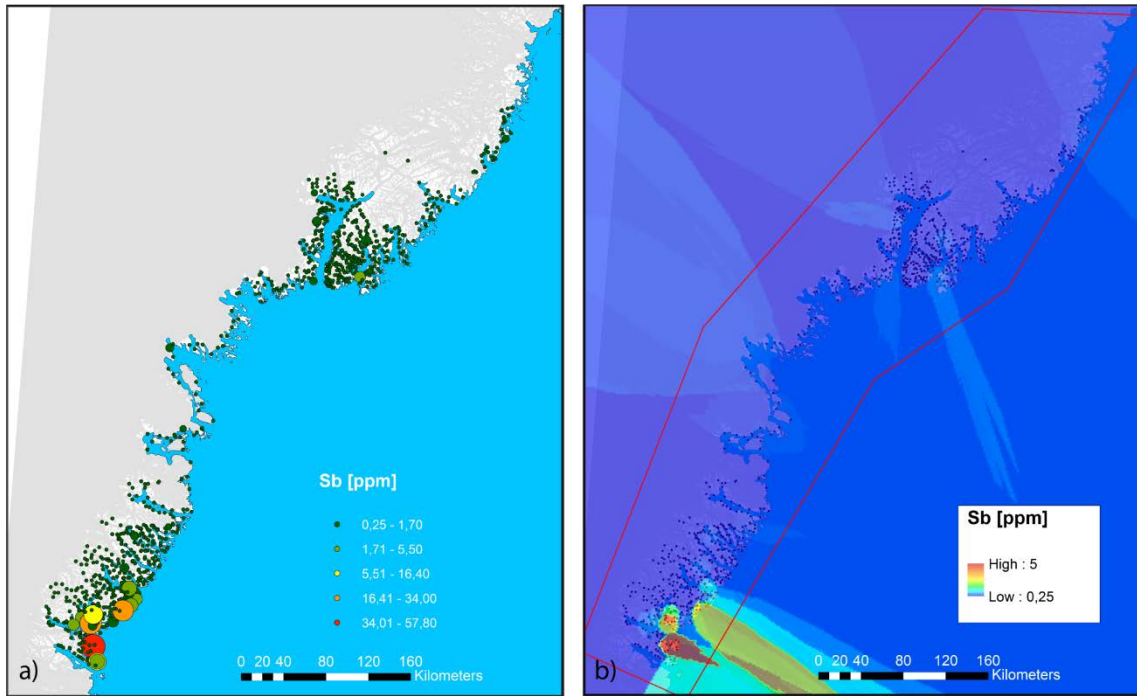 Sb [ppm]
0,25 - 1,70
1,71 - 5,50
5,51 - 16,40
16,41 - 34,00
34,01 - 57,80
a)
0 20 40 80 120 160
Kilometers
Sb [ppm]
High : 5
Low : 0,25
b)
0 20 40 80 120 160
Kilometers